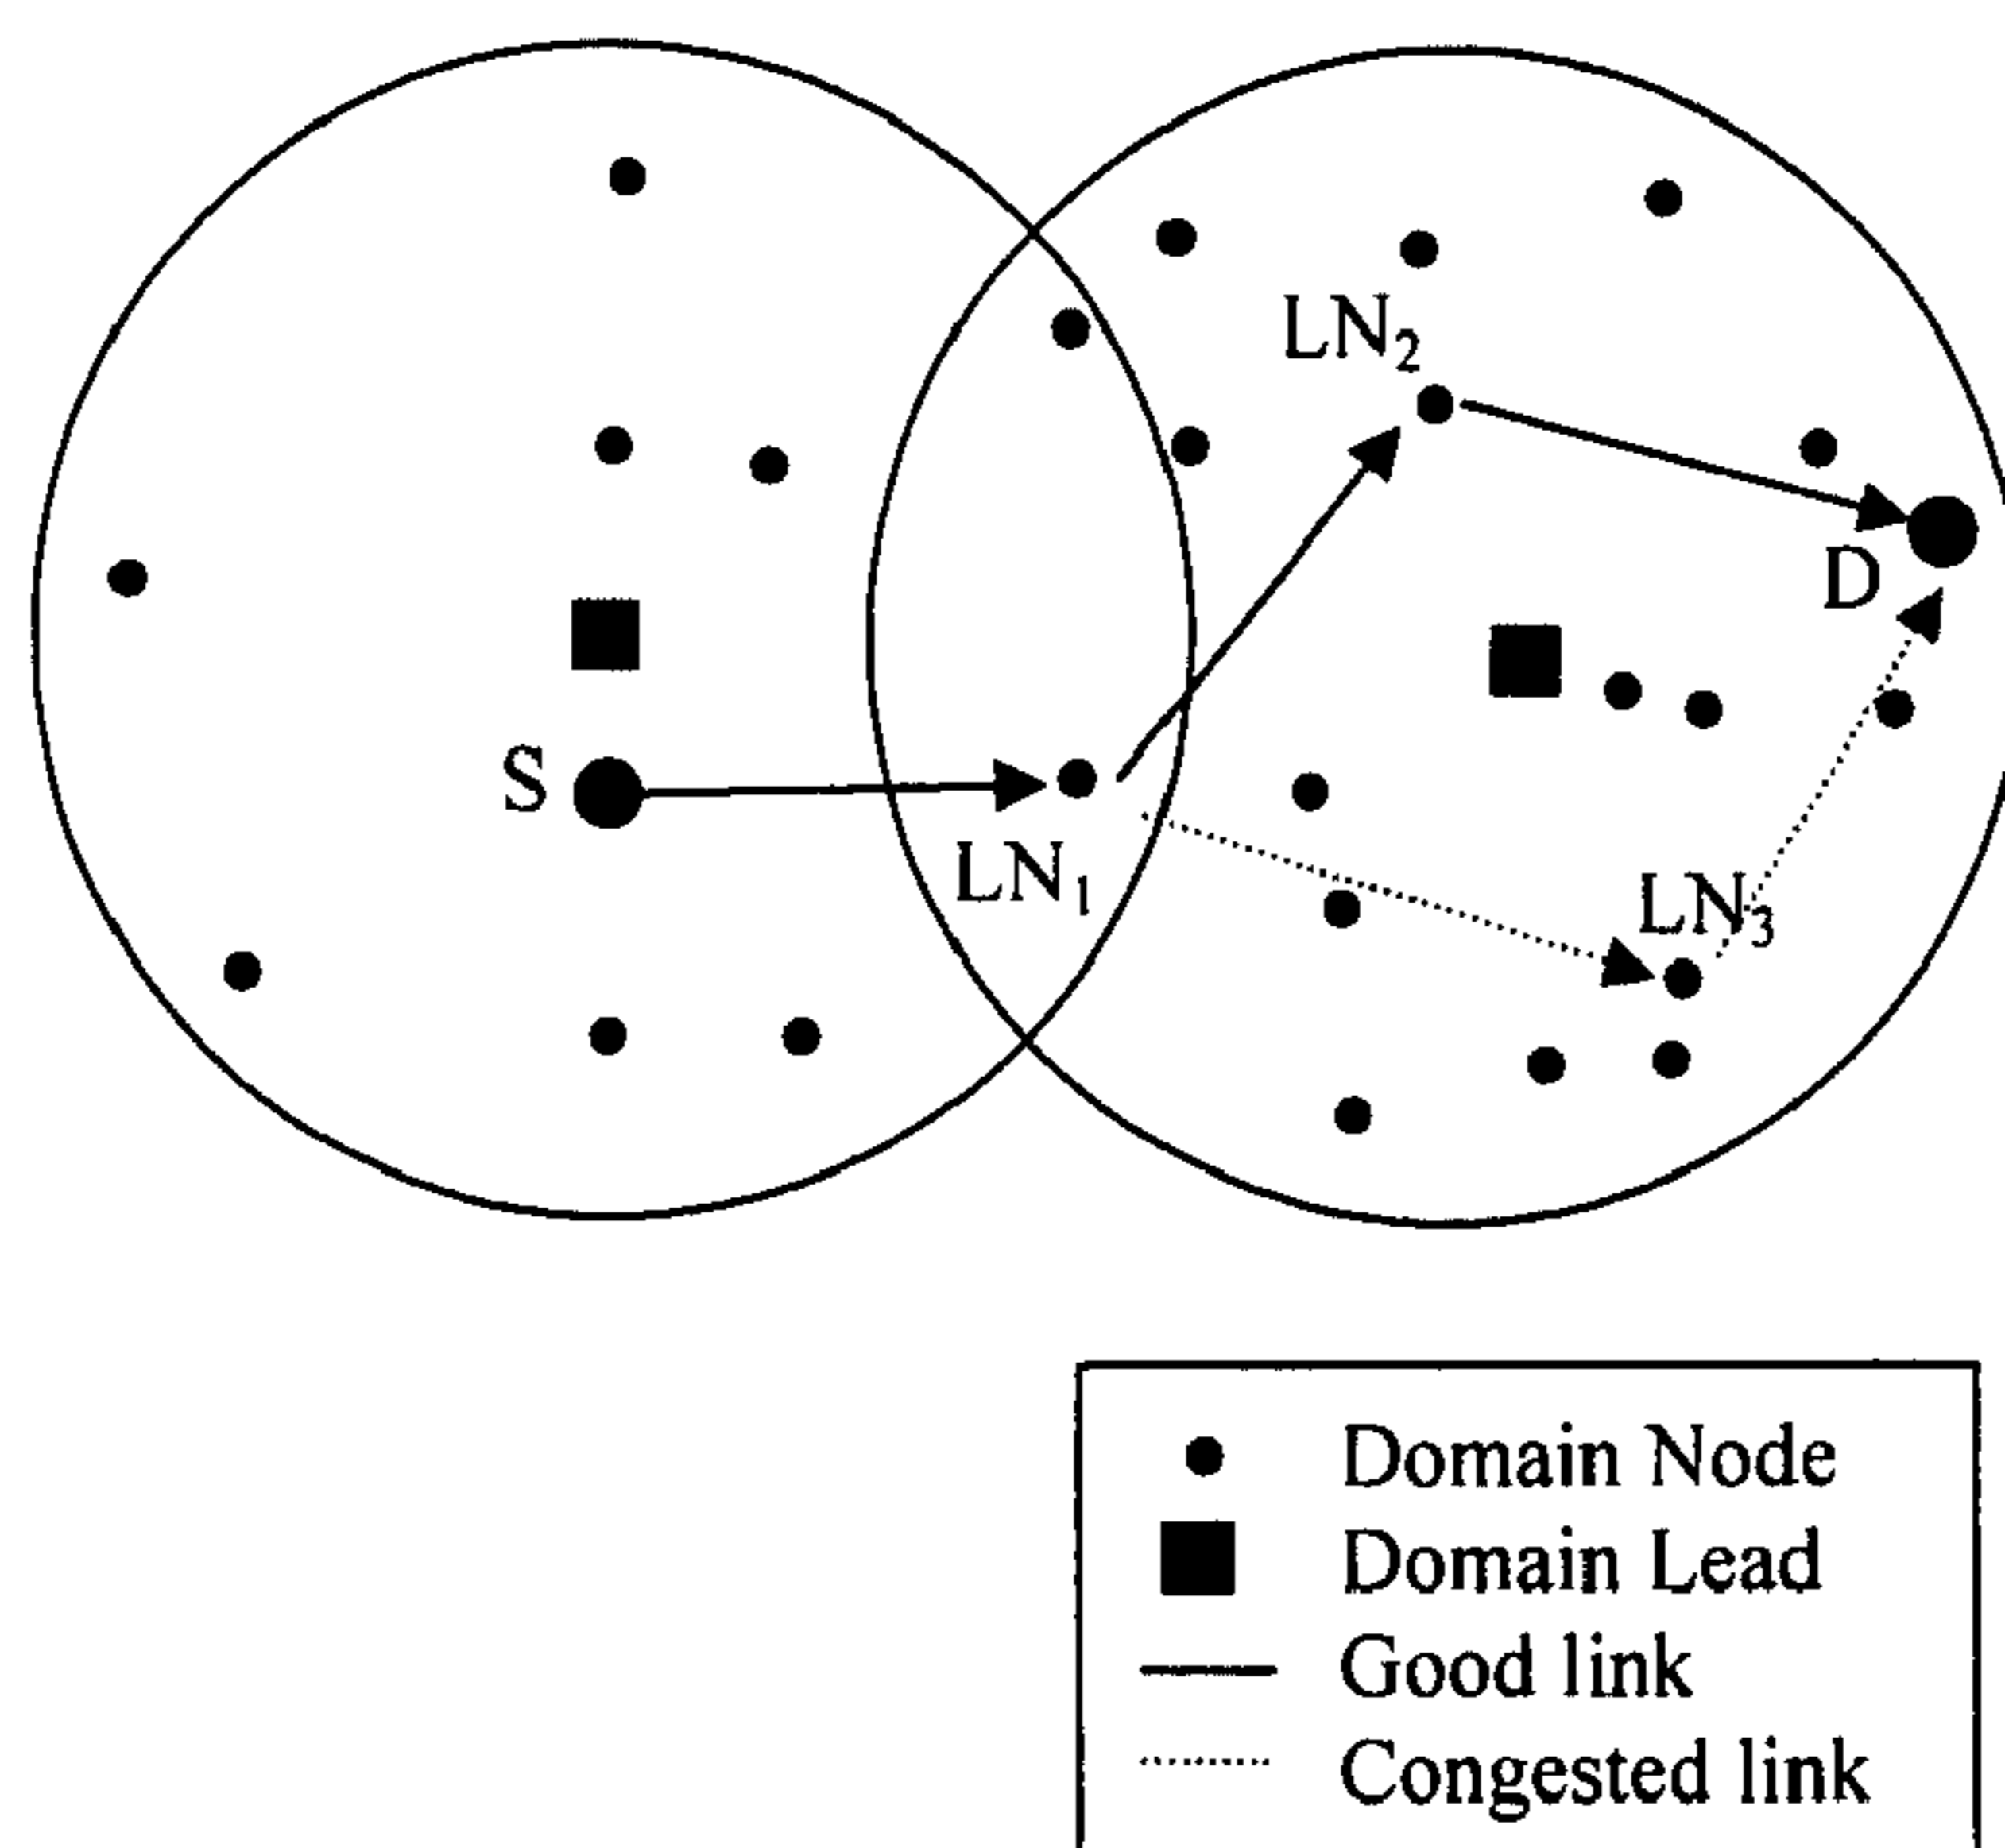 LN₂
D
S
LN₁
LN₃
Domain Node
Domain Lead
Good link
Congested link